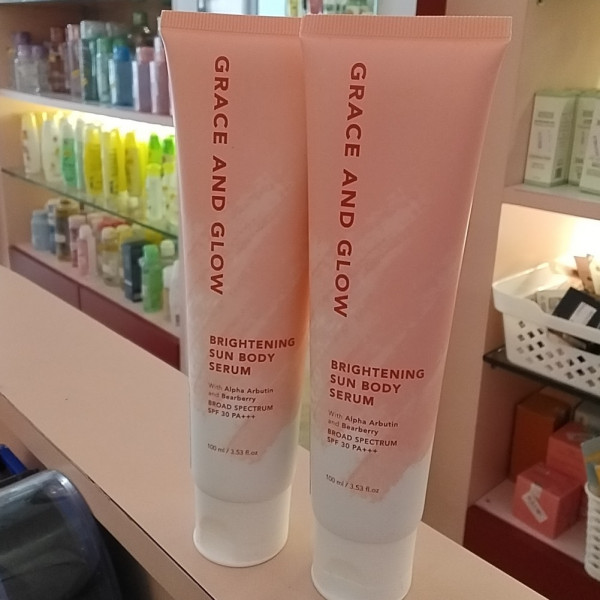 GRACE AND GLOW
BRIGHTENING
SUN BODY
SERUM
With Alpha Arbutin
and Bearberry
BROAD SPECTRUM
SPF 30 PA+++
100 ml / 3.53 fl.oz
GRACE AND GLOW
BRIGHTENING
SUN BODY
SERUM
With Alpha Arbutin
and Bearberry
BROAD SPECTRUM
SPF 30 PA+++
100 ml / 3.53 fl.oz